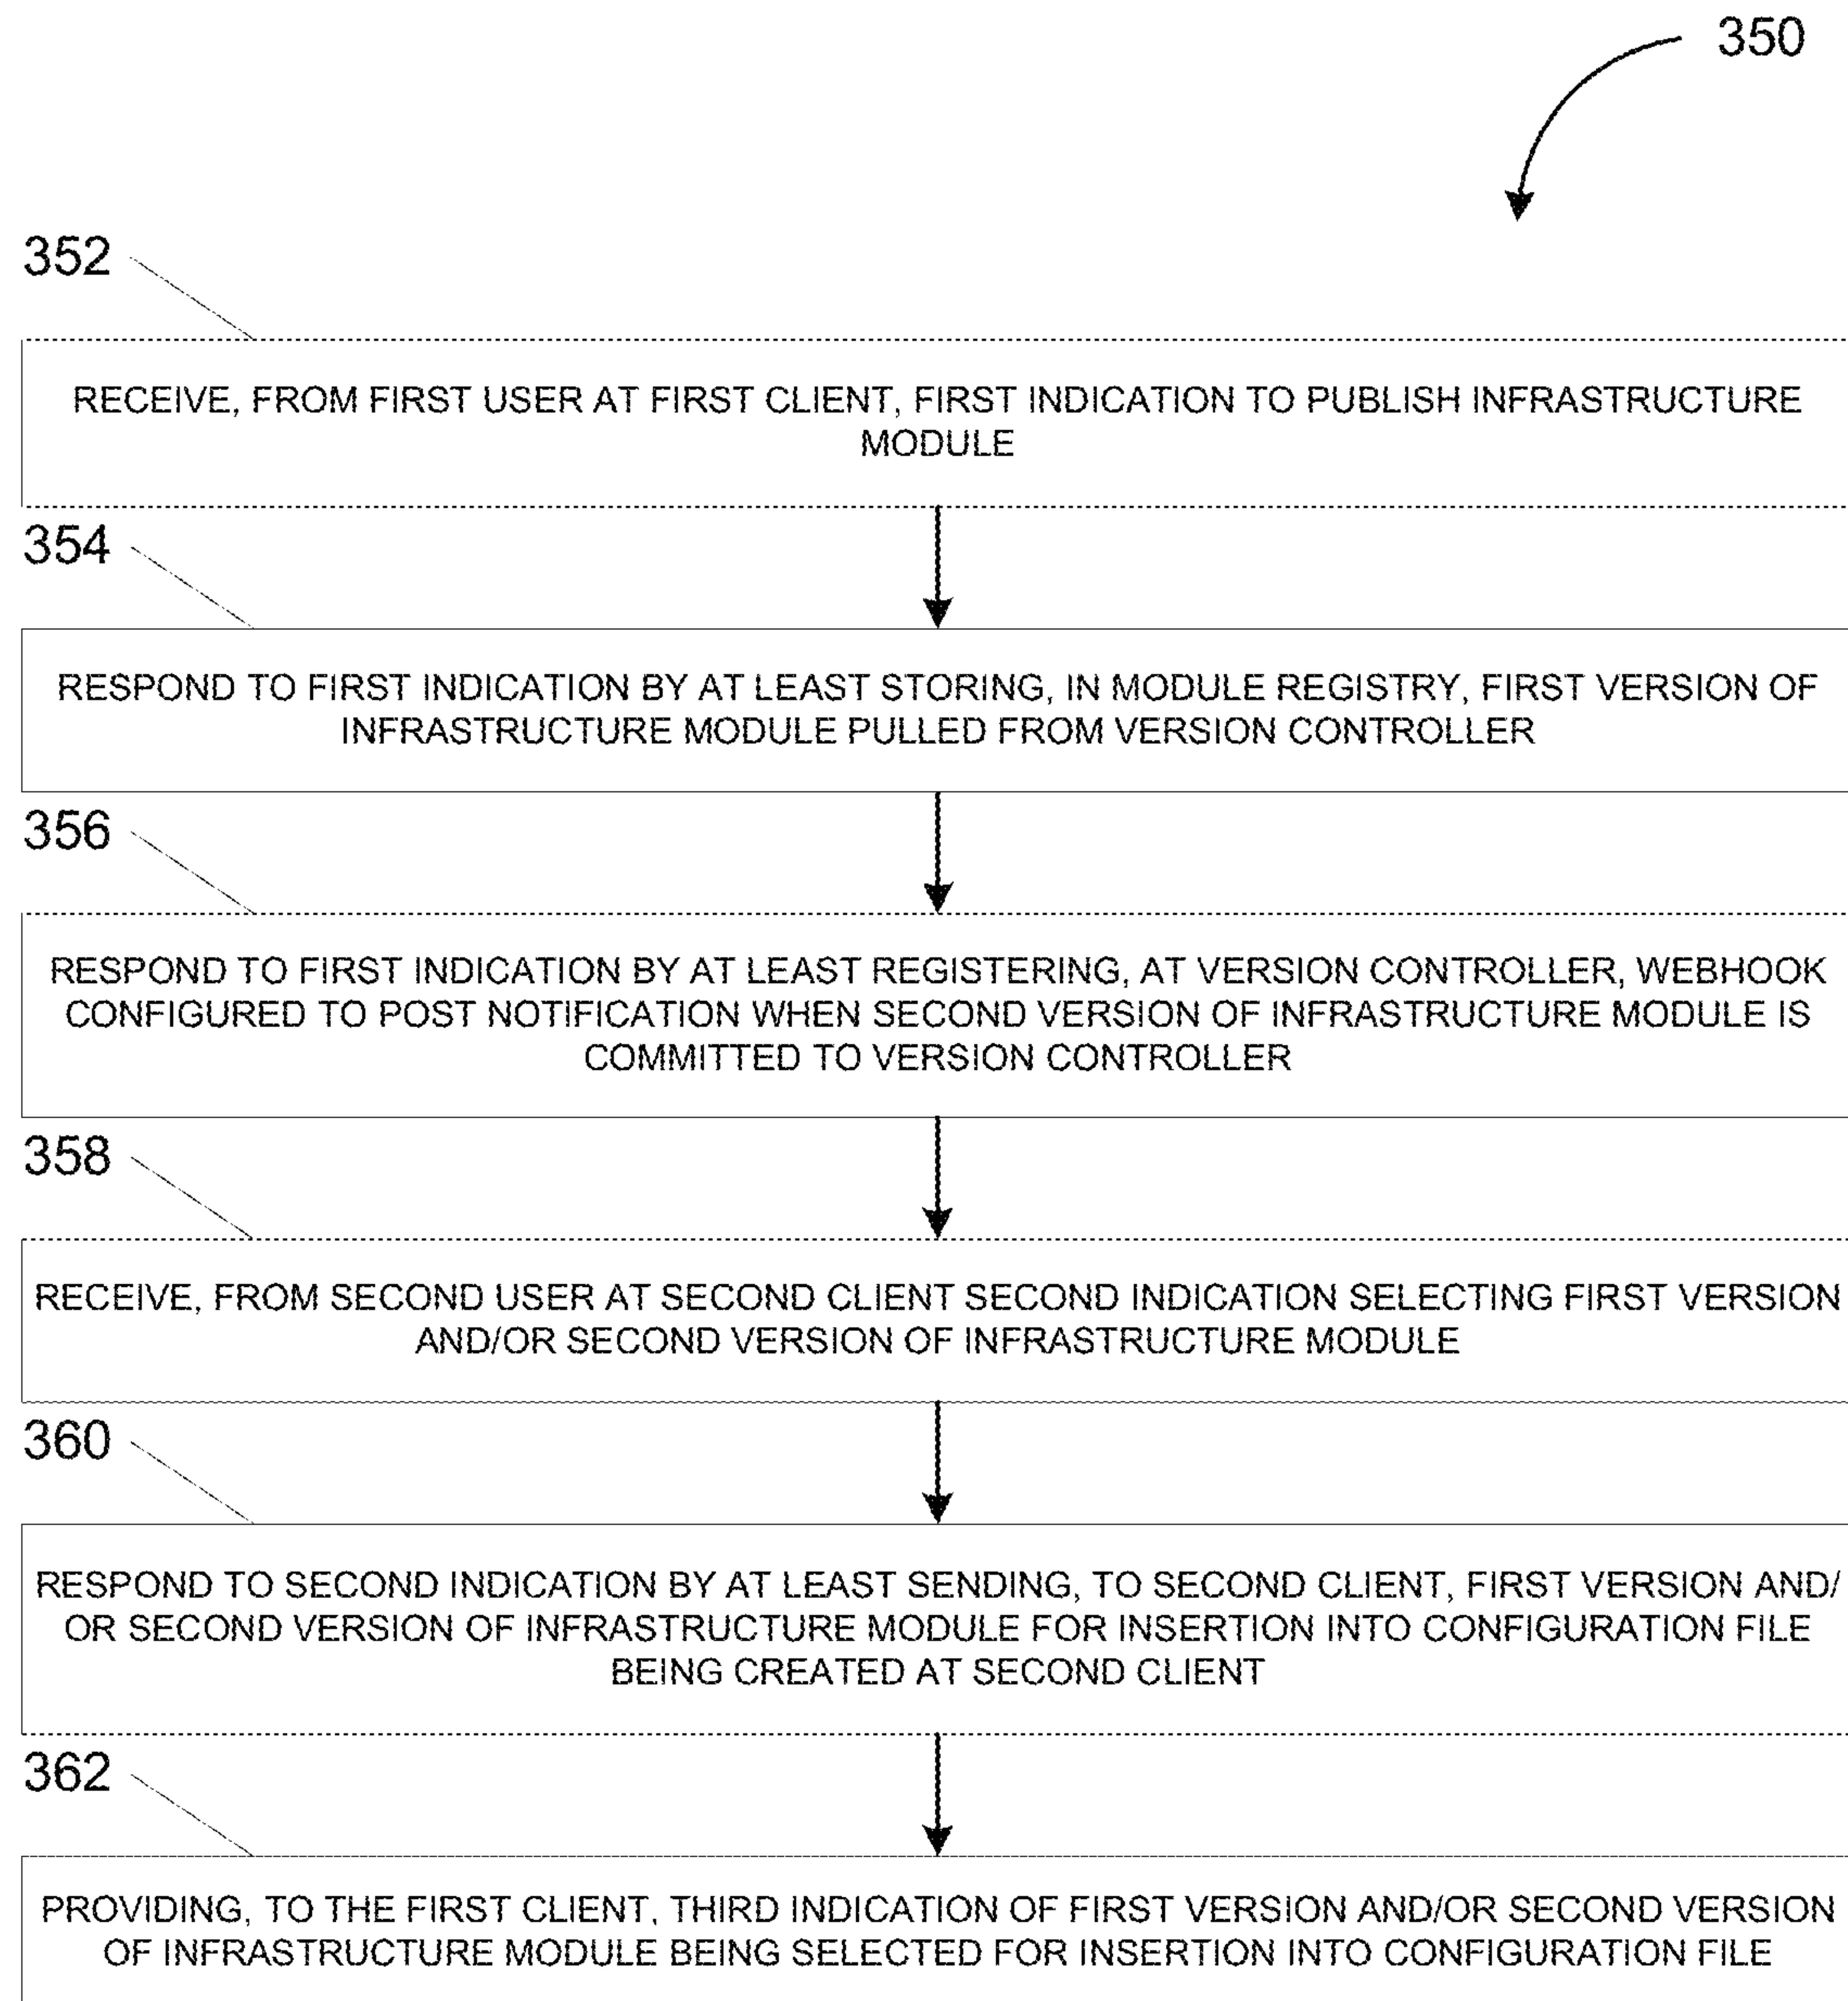 350
352
RECEIVE, FROM FIRST USER AT FIRST CLIENT, FIRST INDICATION TO PUBLISH INFRASTRUCTURE
MODULE
354
RESPOND TO FIRST INDICATION BY AT LEAST STORING, IN MODULE REGISTRY, FIRST VERSION OF
INFRASTRUCTURE MODULE PULLED FROM VERSION CONTROLLER
356
RESPOND TO FIRST INDICATION BY AT LEAST REGISTERING, AT VERSION CONTROLLER, WEBHOOK
CONFIGURED TO POST NOTIFICATION WHEN SECOND VERSION OF INFRASTRUCTURE MODULE IS
COMMITTED TO VERSION CONTROLLER
358
RECEIVE, FROM SECOND USER AT SECOND CLIENT SECOND INDICATION SELECTING FIRST VERSION
AND/OR SECOND VERSION OF INFRASTRUCTURE MODULE
360
RESPOND TO SECOND INDICATION BY AT LEAST SENDING, TO SECOND CLIENT, FIRST VERSION AND/
OR SECOND VERSION OF INFRASTRUCTURE MODULE FOR INSERTION INTO CONFIGURATION FILE
BEING CREATED AT SECOND CLIENT
362
PROVIDING, TO THE FIRST CLIENT, THIRD INDICATION OF FIRST VERSION AND/OR SECOND VERSION
OF INFRASTRUCTURE MODULE BEING SELECTED FOR INSERTION INTO CONFIGURATION FILE